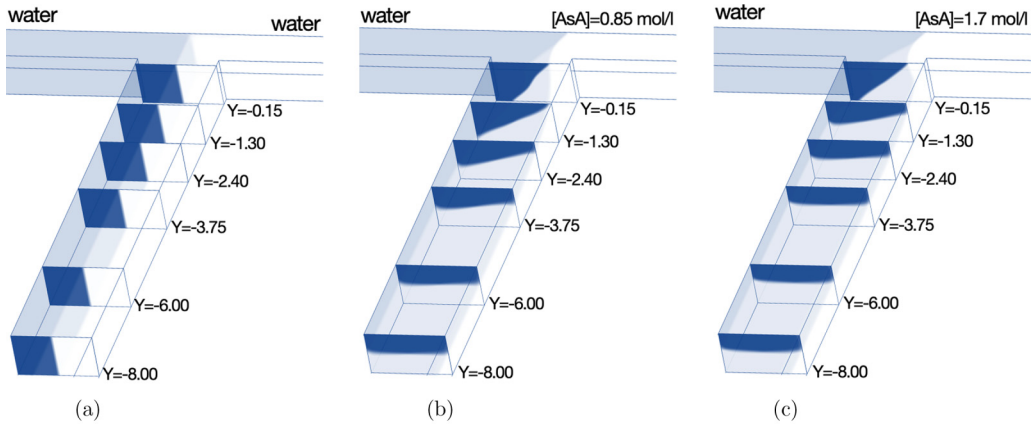 water
water
Y=-0.15
Y=-1.30
Y=-2.40
Y=-3.75
Y=-6.00
Y=-8.00
(a)
water
[AsA]=0.85 mol/l
Y=-0.15
Y=-1.30
Y=-2.40
Y=-3.75
Y=-6.00
Y=-8.00
(b)
water
[AsA]=1.7 mol/l
Y=-0.15
Y=-1.30
Y=-2.40
Y=-3.75
Y=-6.00
Y=-8.00
(c)